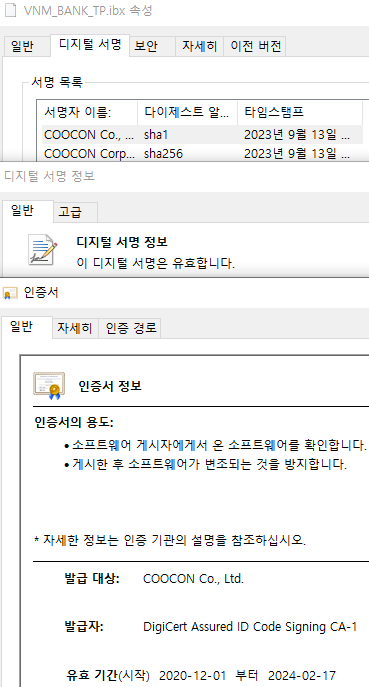 VNM_BANK_TP.ibx 속성
일반 디지털 서명 보안 자세히 이전 버전
서명 목록
서명자 이름: 다이제스트 알... 타임스탬프
COOCON Co., ... sha1 2023년 9월 13일 ...
COOCON Corp... sha256 2023년 9월 13일 ...
디지털 서명 정보
일반 고급
디지털 서명 정보
이 디지털 서명은 유효합니다.
인증서
일반 자세히 인증 경로
인증서 정보
인증서의 용도:
• 소프트웨어 게시자에게서 온 소프트웨어를 확인합니다.
• 게시한 후 소프트웨어가 변조되는 것을 방지합니다.
* 자세한 정보는 인증 기관의 설명을 참조하십시오.
발급 대상: COOCON Co., Ltd.
발급자: DigiCert Assured ID Code Signing CA-1
유효 기간(시작) 2020-12-01 부터 2024-02-17